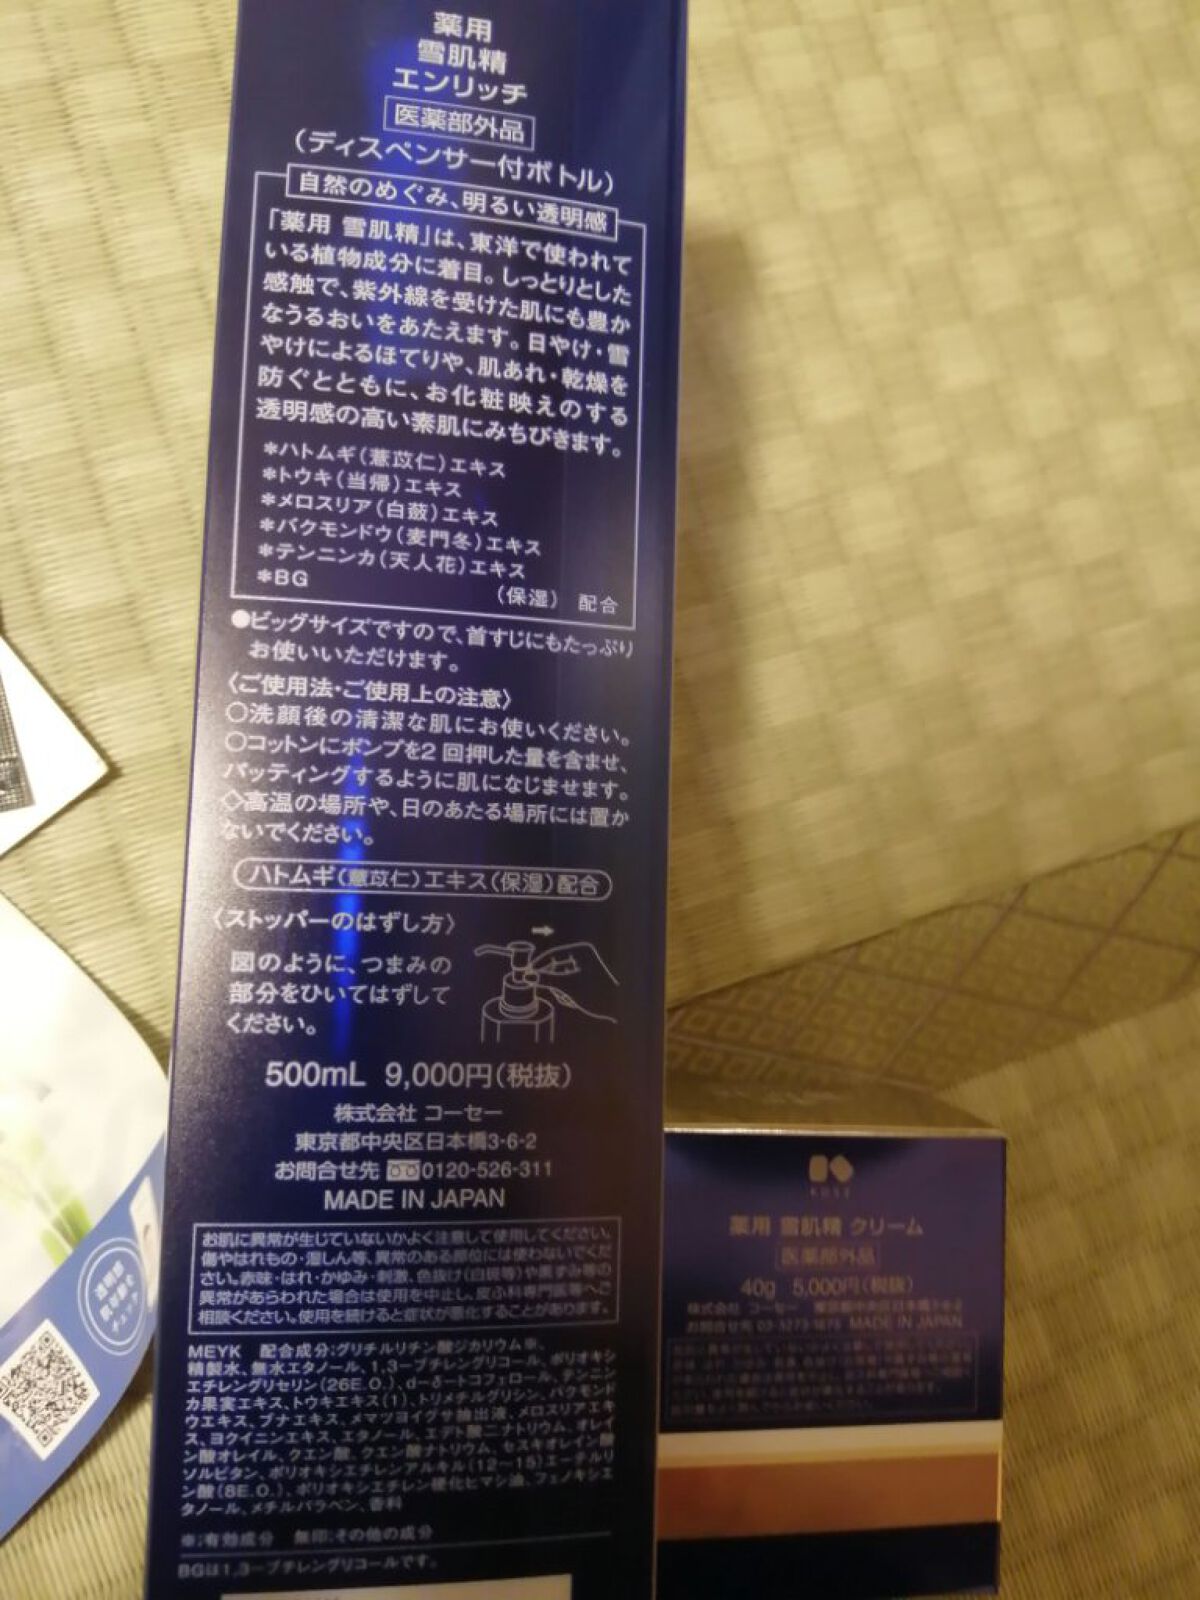 薬用
雪肌精
エンリッチ
医薬部外品
(ディスペンサー付ボトル)
自然のめぐみ、明るい透明感
「薬用 雪肌精」は、東洋で使われて
いる植物成分に着目。しっとりとした
感触で、紫外線を受けた肌にも豊か
なうるおいをあたえます。日やけ・雪
やけによるほてりや、肌あれ・乾燥を
防ぐとともに、お化粧映えのする
透明感の高い素肌にみちびきます。
*ハトムギ(薏苡仁)エキス
*トウキ(当帰)エキス
*メロスリア(白蘞)エキス
*バクモンドウ(麦門冬)エキス
*テンニンカ(天人花)エキス
*BG
(保湿) 配合
●ビッグサイズですので、首すじにもたっぷり
お使いいただけます。
〈ご使用法・ご使用上の注意〉
○洗顔後の清潔な肌にお使いください。
○コットンにポンプを2回押した量を含ませ、
パッティングするように肌になじませます。
◇高温の場所や、日のあたる場所には置か
ないでください。
ハトムギ(薏苡仁)エキス(保湿)配合
〈ストッパーのはずし方〉
図のように、つまみの
部分をひいてはずして
ください。
500mL 9,000円(税抜)
株式会社 コーセー
東京都中央区日本橋3-6-2
お問合せ先 0120-526-311
MADE IN JAPAN
お肌に異常が生じていないかよく注意して使用してください。
傷やはれもの・湿しん等、異常のある部位には使わないでくだ
さい。赤味・はれ・かゆみ・刺激、色抜け(白斑等)や黒ずみ等の
異常があらわれた場合は使用を中止し、皮ふ科専門医等へご
相談ください。使用を続けると症状が悪化することがあります。
MEYK 配合成分:グリチルリチン酸ジカリウム※、
精製水、無水エタノール、1,3-ブチレングリコール、ポリオキシ
エチレングリセリン(26E.O.)、d-δ-トコフェロール、テンニン
カ果実エキス、トウキエキス(1)、トリメチルグリシン、バクモンド
ウエキス、ブナエキス、メマツヨイグサ抽出液、メロスリアエキ
ス、ヨクイニンエキス、エタノール、エデト酸二ナトリウム、オレイ
ン酸オレイル、クエン酸、クエン酸ナトリウム、セスキオレイン酸
ソルビタン、ポリオキシエチレンアルキル(12~15)エーテルリ
ン酸(8E.O.)、ポリオキシエチレン硬化ヒマシ油、フェノキシエ
タノール、メチルパラベン、香料
※:有効成分 無印:その他の成分
BGは1,3-ブチレングリコールです。
KOSÉ
薬用 雪肌精 クリーム
医薬部外品
40g 5,000円(税抜)
株式会社 コーセー 東京都中央区日本橋3-6-2
お問合せ先 03-3273-1676 MADE IN JAPAN
透明感